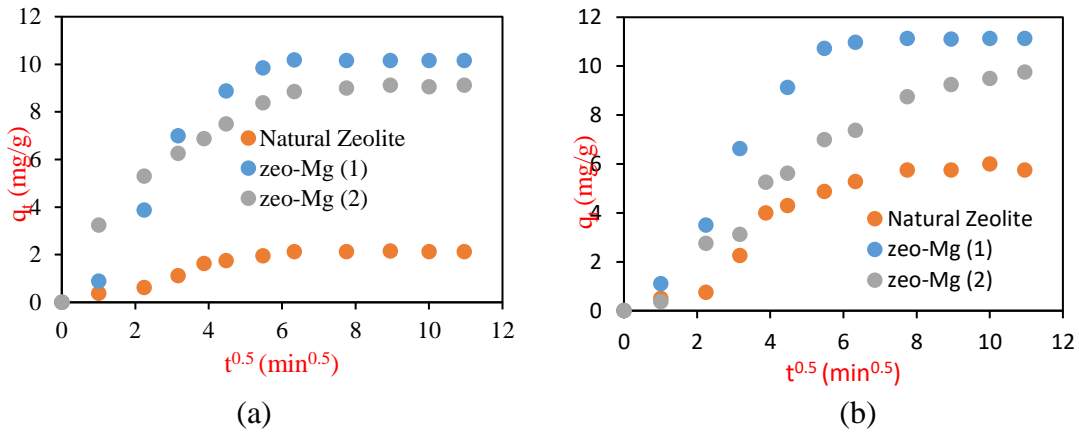 12
10
8
6
4
2
0
qt (mg/g)
Natural Zeolite
zeo-Mg (1)
zeo-Mg (2)
0 2 4 6 8 10 12
t^0.5 (min^0.5)
(a)
12
10
8
6
4
2
0
qt (mg/g)
Natural Zeolite
zeo-Mg (1)
zeo-Mg (2)
0 2 4 6 8 10 12
t^0.5 (min^0.5)
(b)